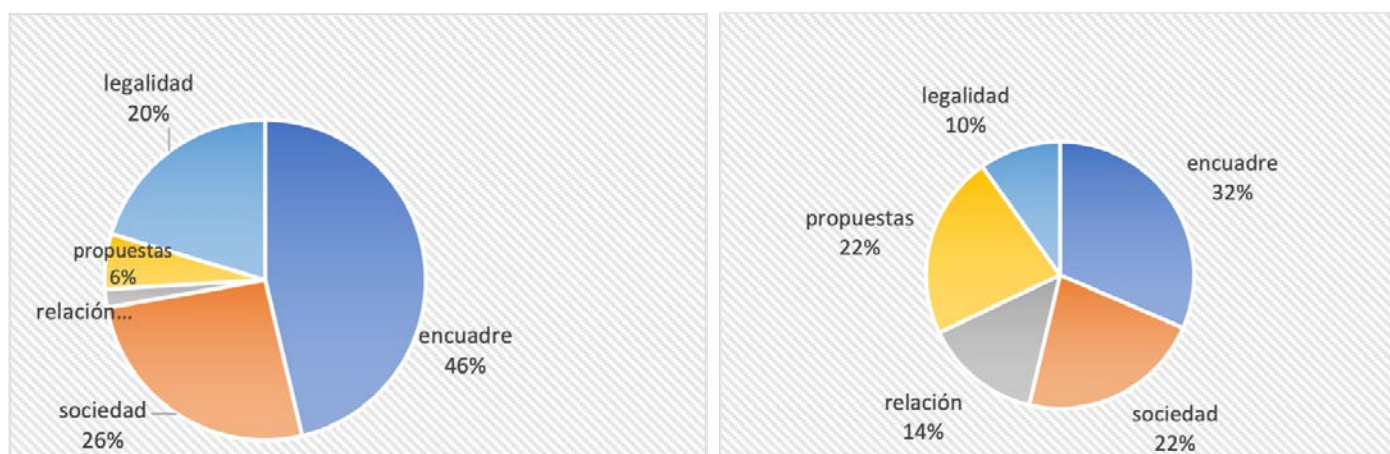 legalidad
20%
propuestas
6%
relación...
sociedad
26%
encuadre
46%
legalidad
10%
encuadre
32%
propuestas
22%
relación
14%
sociedad
22%